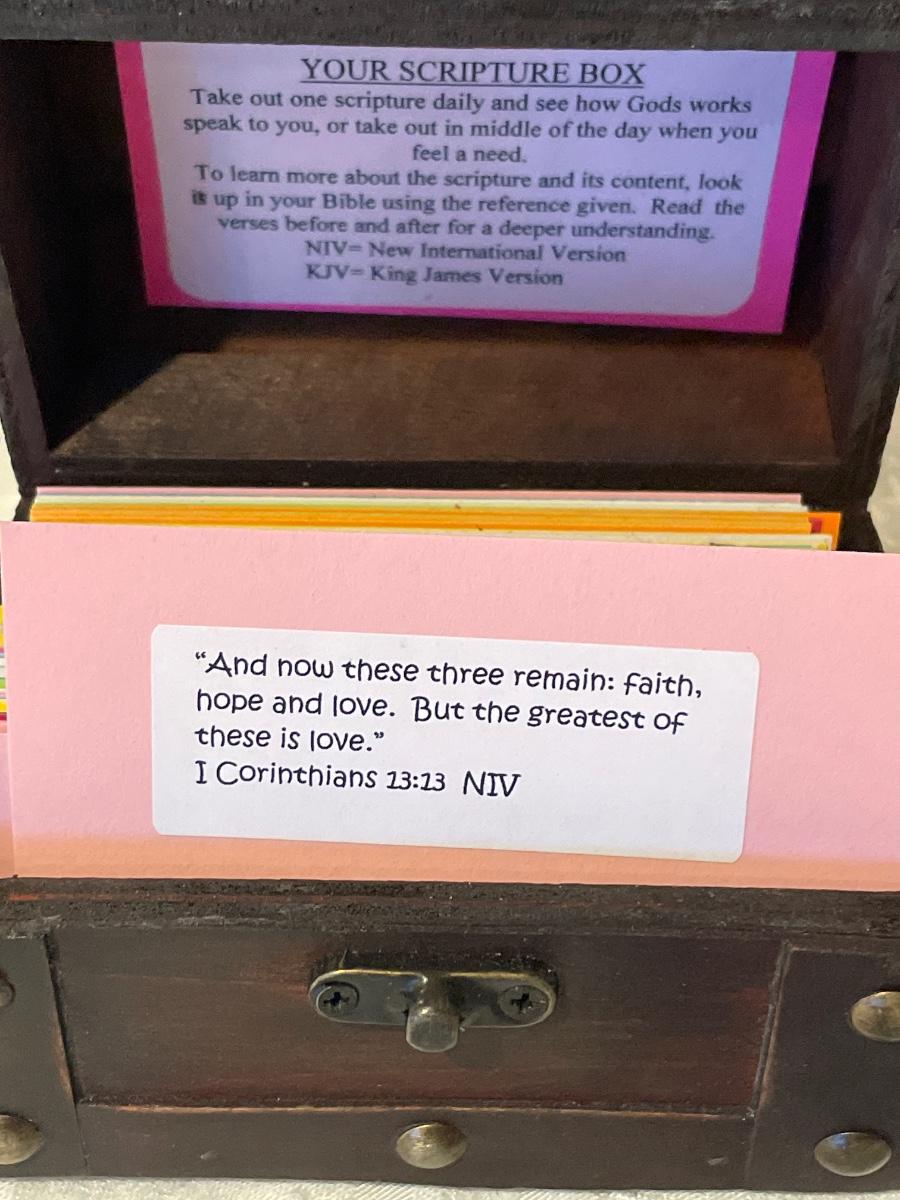 YOUR SCRIPTURE BOX
Take out one scripture daily and see how Gods works
speak to you, or take out in middle of the day when you
feel a need.
To learn more about the scripture and its content, look
it up in your Bible using the reference given. Read the
verses before and after for a deeper understanding.
NIV= New International Version
KJV= King James Version
“And now these three remain: faith,
hope and love. But the greatest of
these is love.”
I Corinthians 13:13 NIV